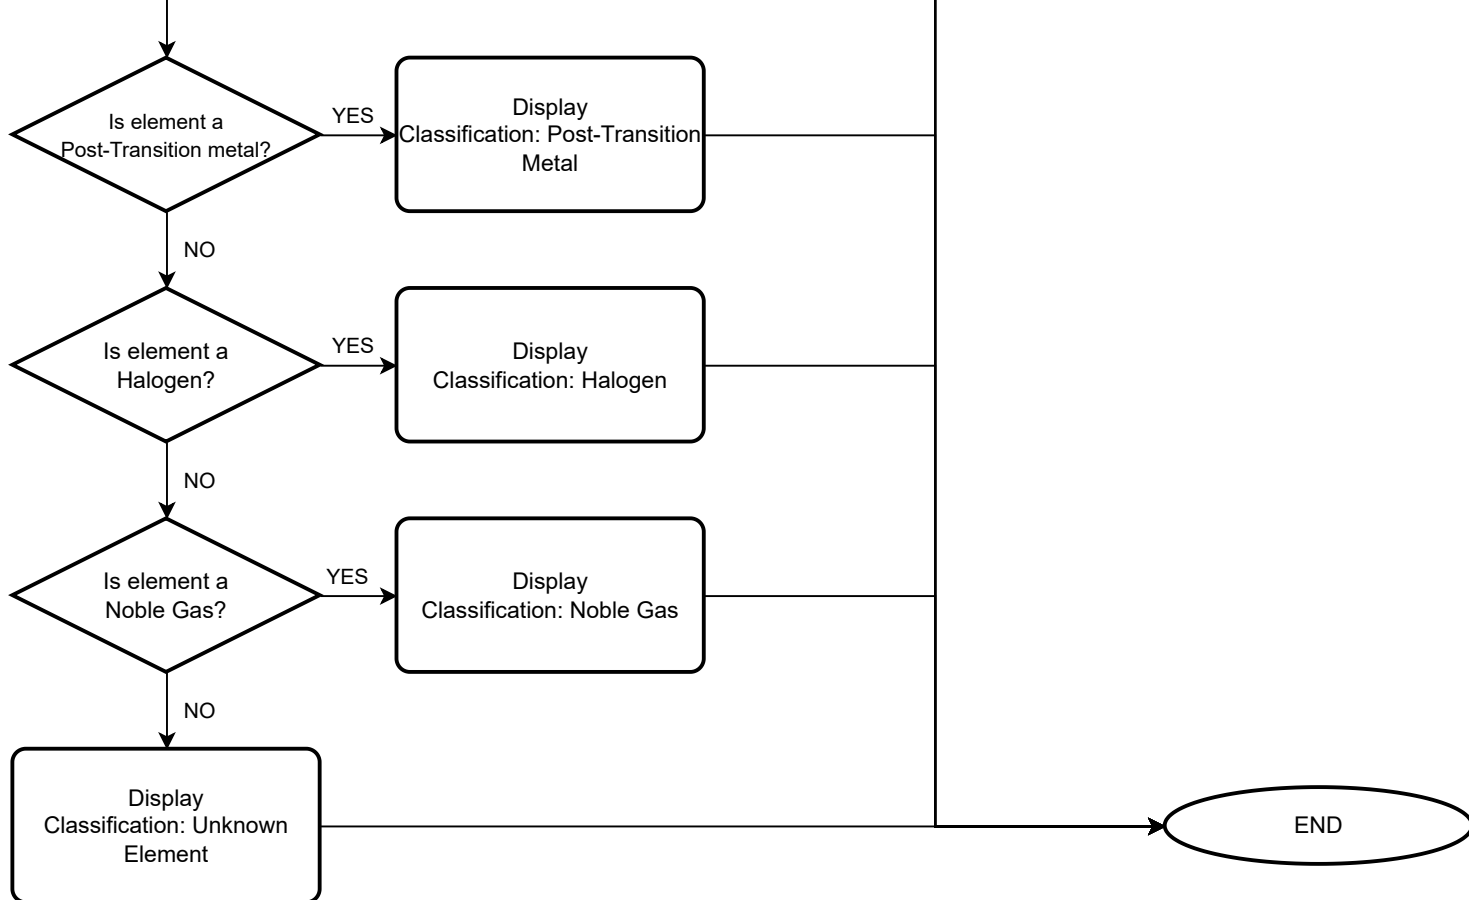 Is element a
Post-Transition metal?
YES
Display
Classification: Post-Transition
Metal
NO
Is element a
Halogen?
YES
Display
Classification: Halogen
NO
Is element a
Noble Gas?
YES
Display
Classification: Noble Gas
NO
Display
Classification: Unknown
Element
END